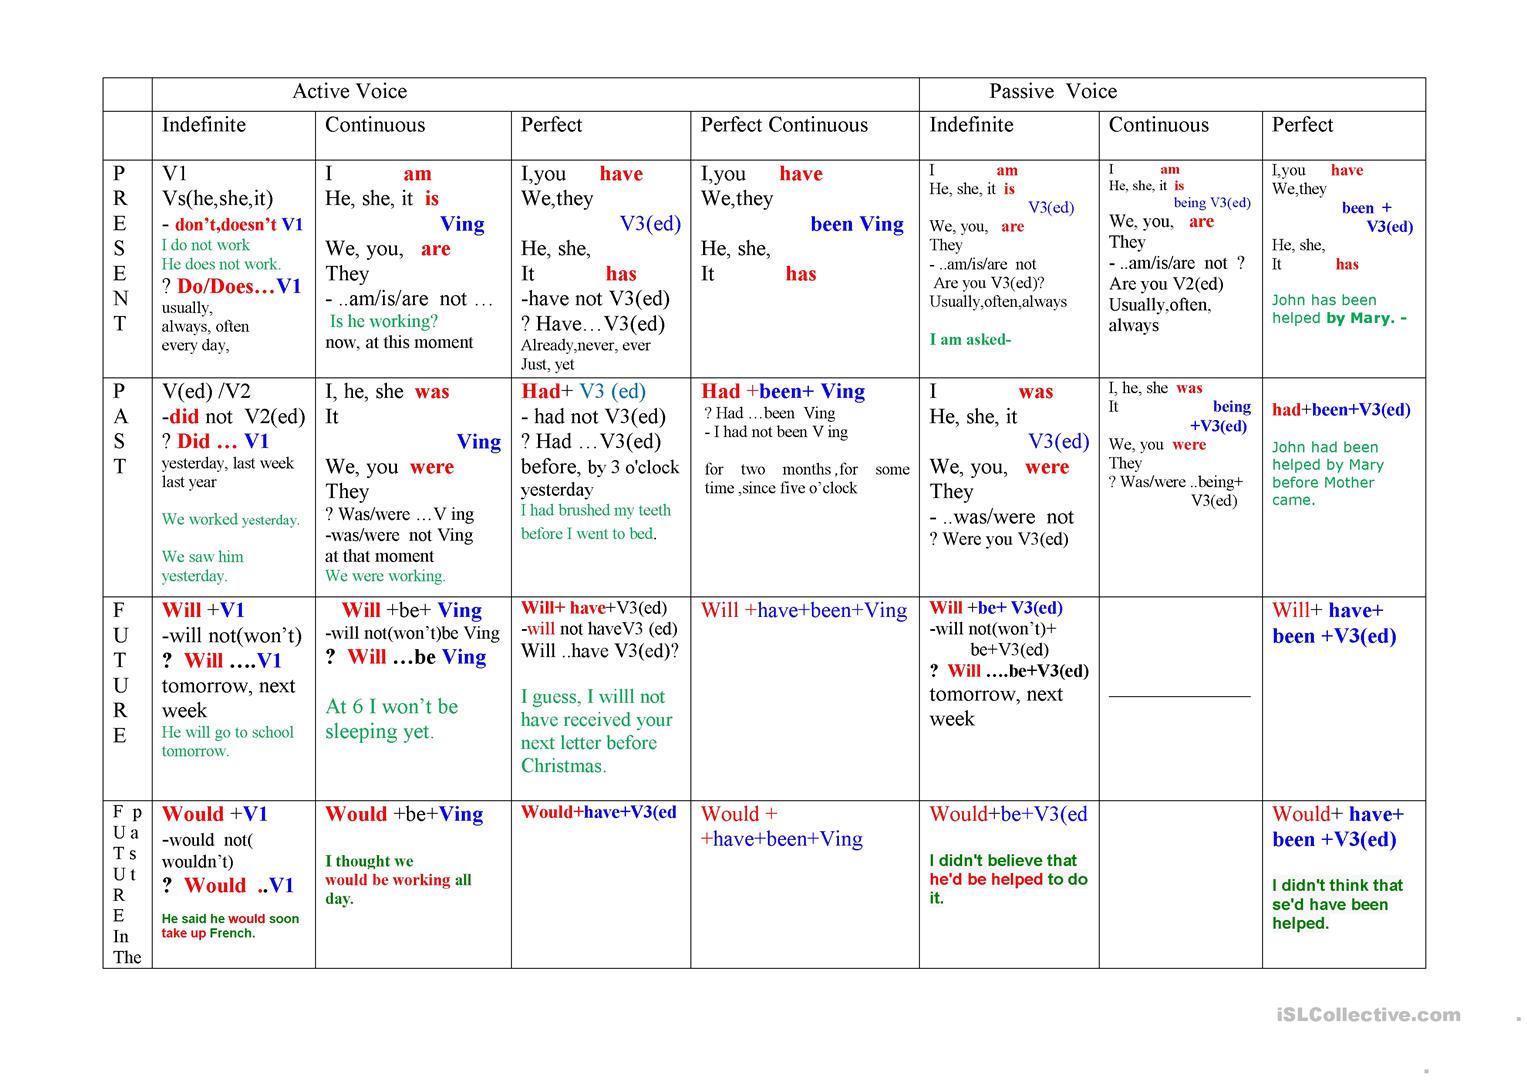 Active Voice Passive Voice
Indefinite Continuous Perfect Perfect Continuous Indefinite Continuous Perfect
P
R
E
S
E
N
T
V1
Vs(he,she,it)
- don't,doesn't V1
I do not work
He does not work.
? Do/Does…V1
usually,
always, often
every day,
I am
He, she, it is
Ving
We, you, are
They
- ..am/is/are not …
Is he working?
now, at this moment
I,you have
We,they
V3(ed)
He, she,
It has
-have not V3(ed)
? Have…V3(ed)
Already,never, ever
Just, yet
I,you have
We,they
been Ving
He, she,
It has
I am
He, she, it is
V3(ed)
We, you, are
They
- ..am/is/are not
Are you V3(ed)?
Usually,often,always
I am asked-
I am
He, she, it is
being V3(ed)
We, you, are
They
- ..am/is/are not ?
Are you V2(ed)
Usually,often,
always
I,you have
We,they
been +
V3(ed)
He, she,
It has
John has been
helped by Mary. -
P
A
S
T
V(ed) /V2
-did not V2(ed)
? Did … V1
yesterday, last week
last year
We worked yesterday.
We saw him
yesterday.
I, he, she was
It
Ving
We, you were
They
? Was/were …V ing
-was/were not Ving
at that moment
We were working.
Had+ V3 (ed)
- had not V3(ed)
? Had …V3(ed)
before, by 3 o'clock
yesterday
I had brushed my teeth
before I went to bed.
Had +been+ Ving
? Had …been Ving
- I had not been V ing
for two months ,for some
time ,since five o'clock
I was
He, she, it
V3(ed)
We, you, were
They
- ..was/were not
? Were you V3(ed)
I, he, she was
It being
+V3(ed)
We, you were
They
? Was/were ..being+
V3(ed)
had+been+V3(ed)
John had been
helped by Mary
before Mother
came.
F
U
T
U
R
E
Will +V1
-will not(won't)
? Will ….V1
tomorrow, next
week
He will go to school
tomorrow.
Will +be+ Ving
-will not(won't)be Ving
? Will …be Ving
At 6 I won't be
sleeping yet.
Will+ have+V3(ed)
-will not haveV3 (ed)
Will ..have V3(ed)?
I guess, I willl not
have received your
next letter before
Christmas.
Will +have+been+Ving
Will +be+ V3(ed)
-will not(won't)+
be+V3(ed)
? Will ….be+V3(ed)
tomorrow, next
week
Will+ have+
been +V3(ed)
F p
U a
T s
U t
R
E
In
The
Would +V1
-would not(
wouldn't)
? Would ..V1
He said he would soon
take up French.
Would +be+Ving
I thought we
would be working all
day.
Would+have+V3(ed
Would +
+have+been+Ving
Would+be+V3(ed
I didn't believe that
he'd be helped to do
it.
Would+ have+
been +V3(ed)
I didn't think that
se'd have been
helped.
iSLCollective.com